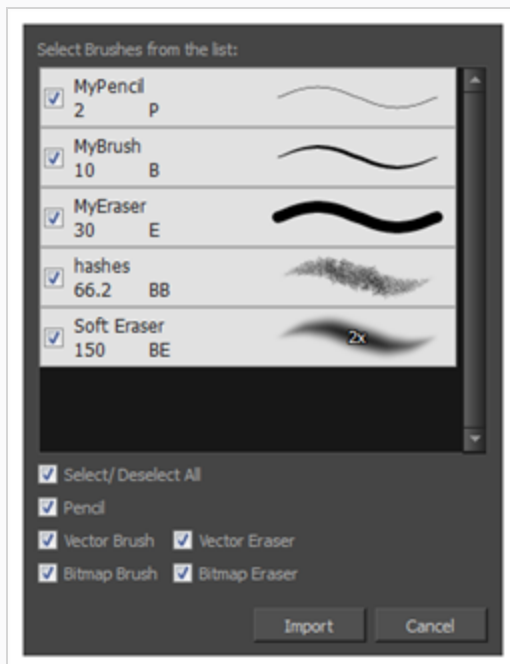 Select Brushes from the list:
MyPencil
2 P
MyBrush
10 B
MyEraser
30 E
hashes
66.2 BB
Soft Eraser
150 BE
2x
Select/ Deselect All
Pencil
Vector Brush Vector Eraser
Bitmap Brush Bitmap Eraser
Import Cancel